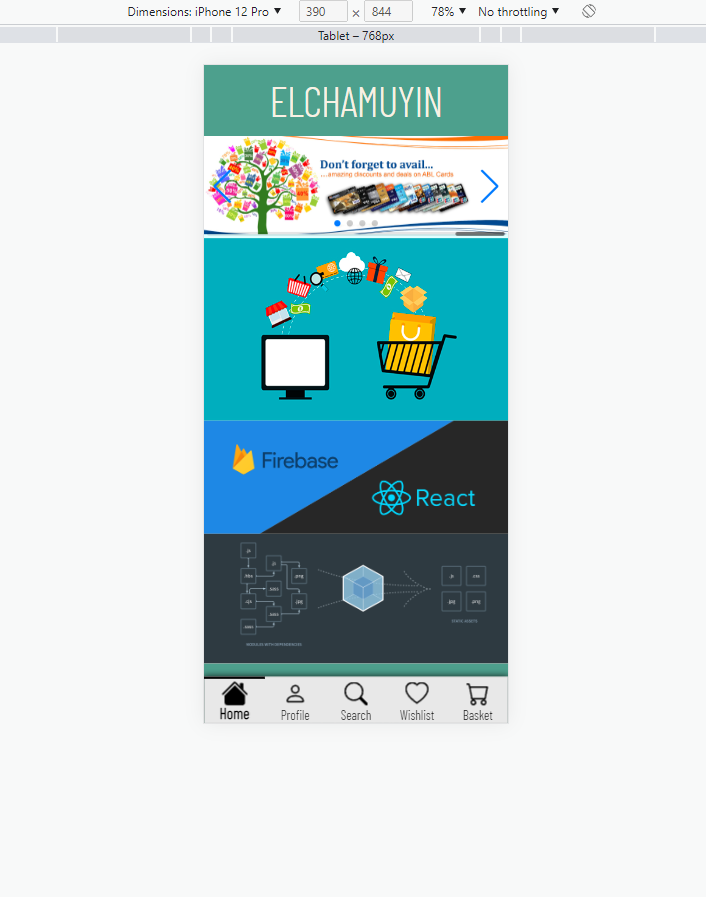 Dimensions: iPhone 12 Pro ▼ 390 × 844 78% ▼ No throttling ▼
Tablet – 768px
ELCHAMUYIN
Don't forget to avail...
...amazing discounts and deals on ABL Cards
Firebase
React
.js
.js
.hbs
.png
.sass
.cjs
.jpg
.sass
.sass
MODULES WITH DEPENDENCIES
.js .css
.jpg .png
STATIC ASSETS
Home Profile Search Wishlist Basket